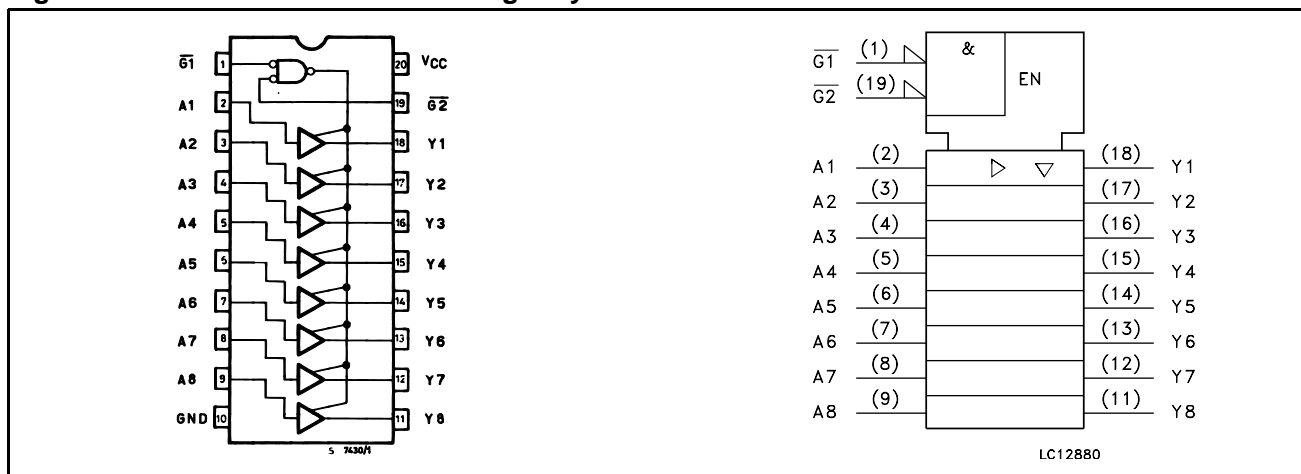 G1 1 20 VCC
A1 2 19 G2
A2 3 18 Y1
A3 4 17 Y2
A4 5 16 Y3
A5 6 15 Y4
A6 7 14 Y5
A7 8 13 Y6
A8 9 12 Y7
GND 10 11 Y8
S 7430/1
G1 (1) & EN
G2 (19)
A1 (2) (18) Y1
A2 (3) (17) Y2
A3 (4) (16) Y3
A4 (5) (15) Y4
A5 (6) (14) Y5
A6 (7) (13) Y6
A7 (8) (12) Y7
A8 (9) (11) Y8
LC12880